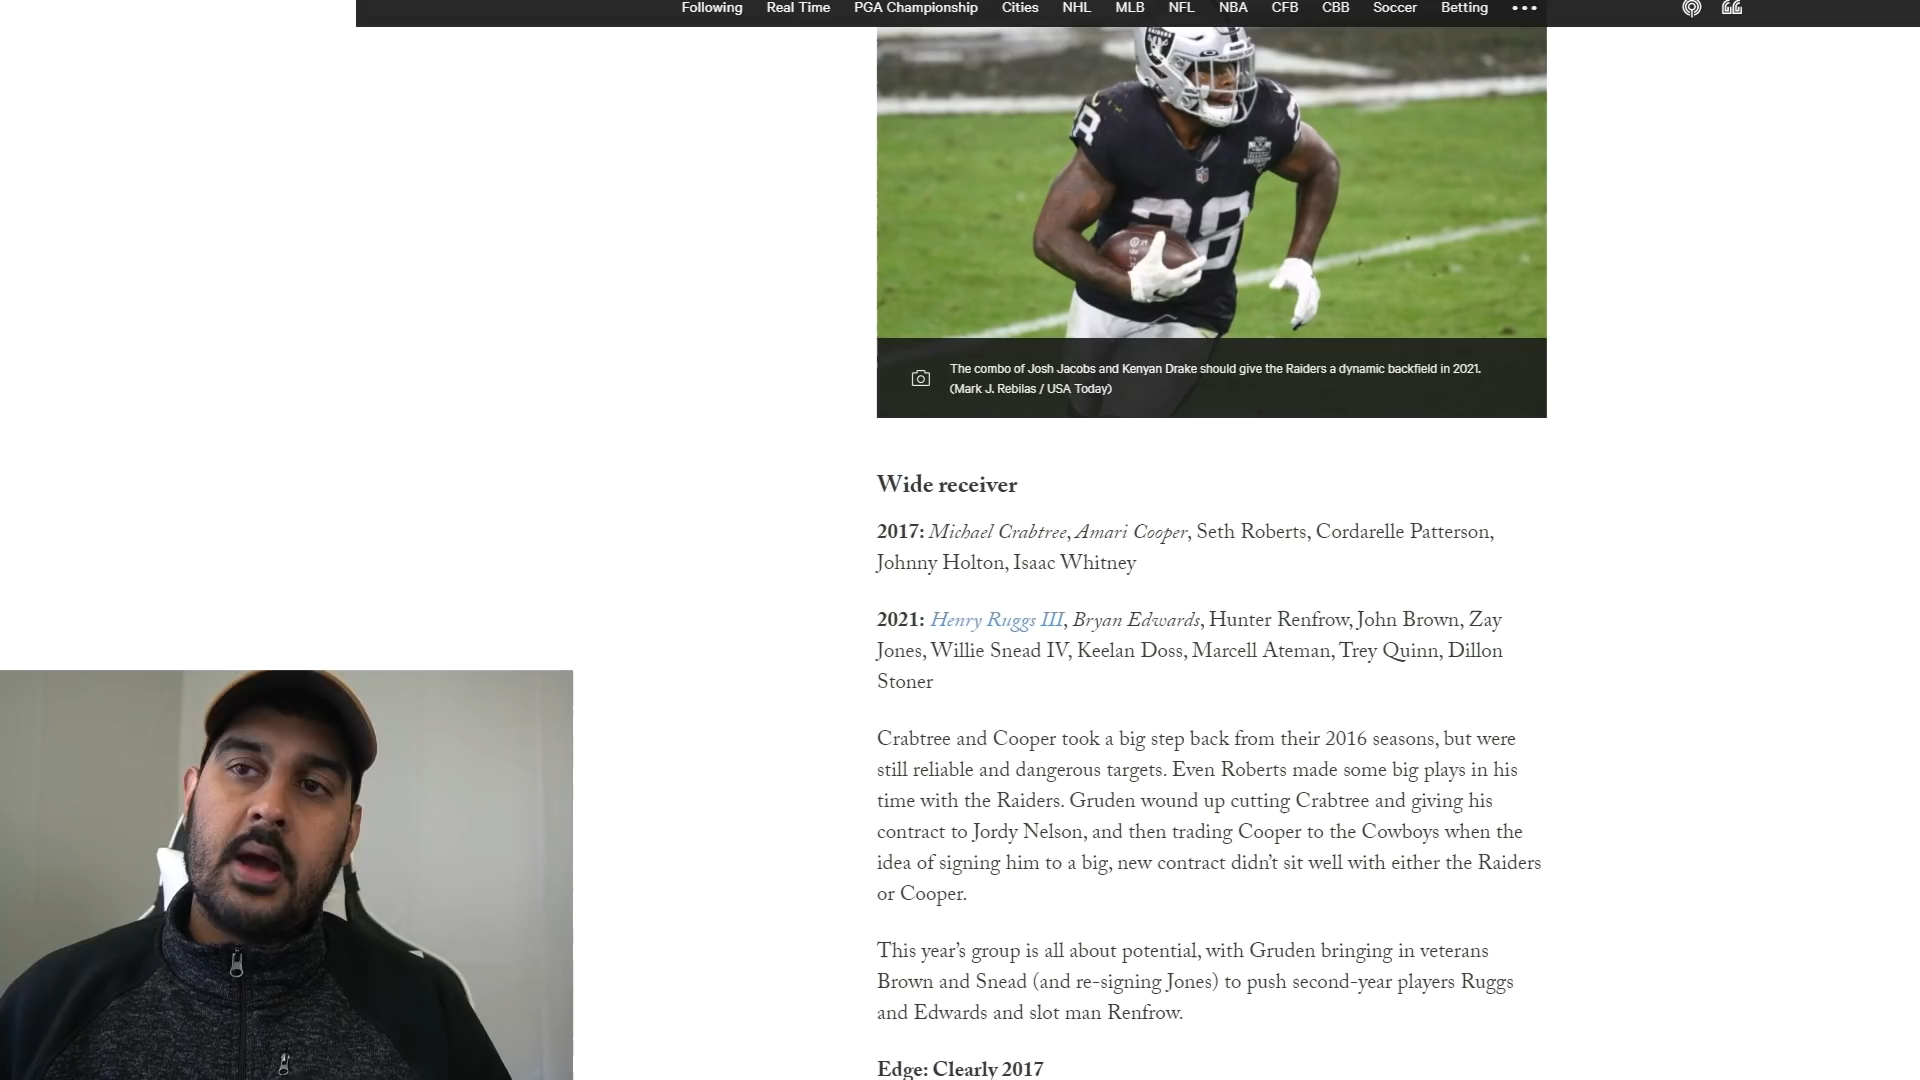 Following Real Time PGA Championship Cities NHL MLB NFL NBA CFB CBB Soccer Betting
RAIDERS
28
The combo of Josh Jacobs and Kenyan Drake should give the Raiders a dynamic backfield in 2021.
(Mark J. Rebilas / USA Today)
Wide receiver
2017: Michael Crabtree, Amari Cooper, Seth Roberts, Cordarelle Patterson,
Johnny Holton, Isaac Whitney
2021: Henry Ruggs III, Bryan Edwards, Hunter Renfrow, John Brown, Zay
Jones, Willie Snead IV, Keelan Doss, Marcell Ateman, Trey Quinn, Dillon
Stoner
Crabtree and Cooper took a big step back from their 2016 seasons, but were
still reliable and dangerous targets. Even Roberts made some big plays in his
time with the Raiders. Gruden wound up cutting Crabtree and giving his
contract to Jordy Nelson, and then trading Cooper to the Cowboys when the
idea of signing him to a big, new contract didn’t sit well with either the Raiders
or Cooper.
This year’s group is all about potential, with Gruden bringing in veterans
Brown and Snead (and re-signing Jones) to push second-year players Ruggs
and Edwards and slot man Renfrow.
Edge: Clearly 2017